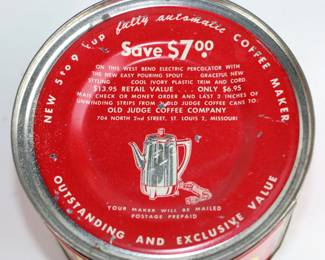 NEW 5 to 9 cup fully automatic COFFEE MAKER
Save $7.00
ON THIS WEST BEND ELECTRIC PERCOLATOR WITH
THE NEW EASY POURING SPOUT . . . GRACEFUL NEW
STYLING . . . COOL IVORY PLASTIC TRIM AND CORD.
$13.95 RETAIL VALUE . . . ONLY $6.95
MAIL CHECK OR MONEY ORDER AND LAST 2 INCHES OF
UNWINDING STRIPS FROM 2 OLD JUDGE COFFEE CANS TO:
OLD JUDGE COFFEE COMPANY
704 NORTH 2nd STREET, ST. LOUIS 2, MISSOURI
YOUR MAKER WILL BE MAILED
POSTAGE PREPAID
OUTSTANDING AND EXCLUSIVE VALUE